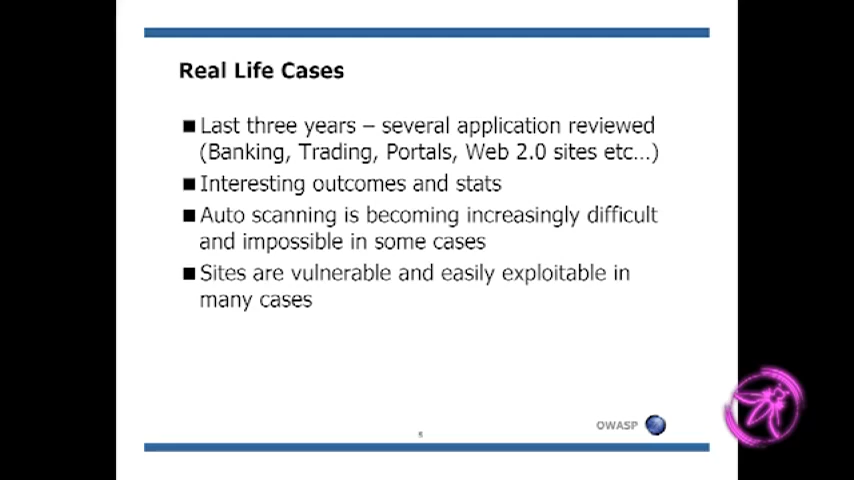 Real Life Cases
■ Last three years – several application reviewed
(Banking, Trading, Portals, Web 2.0 sites etc…)
■ Interesting outcomes and stats
■ Auto scanning is becoming increasingly difficult
and impossible in some cases
■ Sites are vulnerable and easily exploitable in
many cases
OWASP